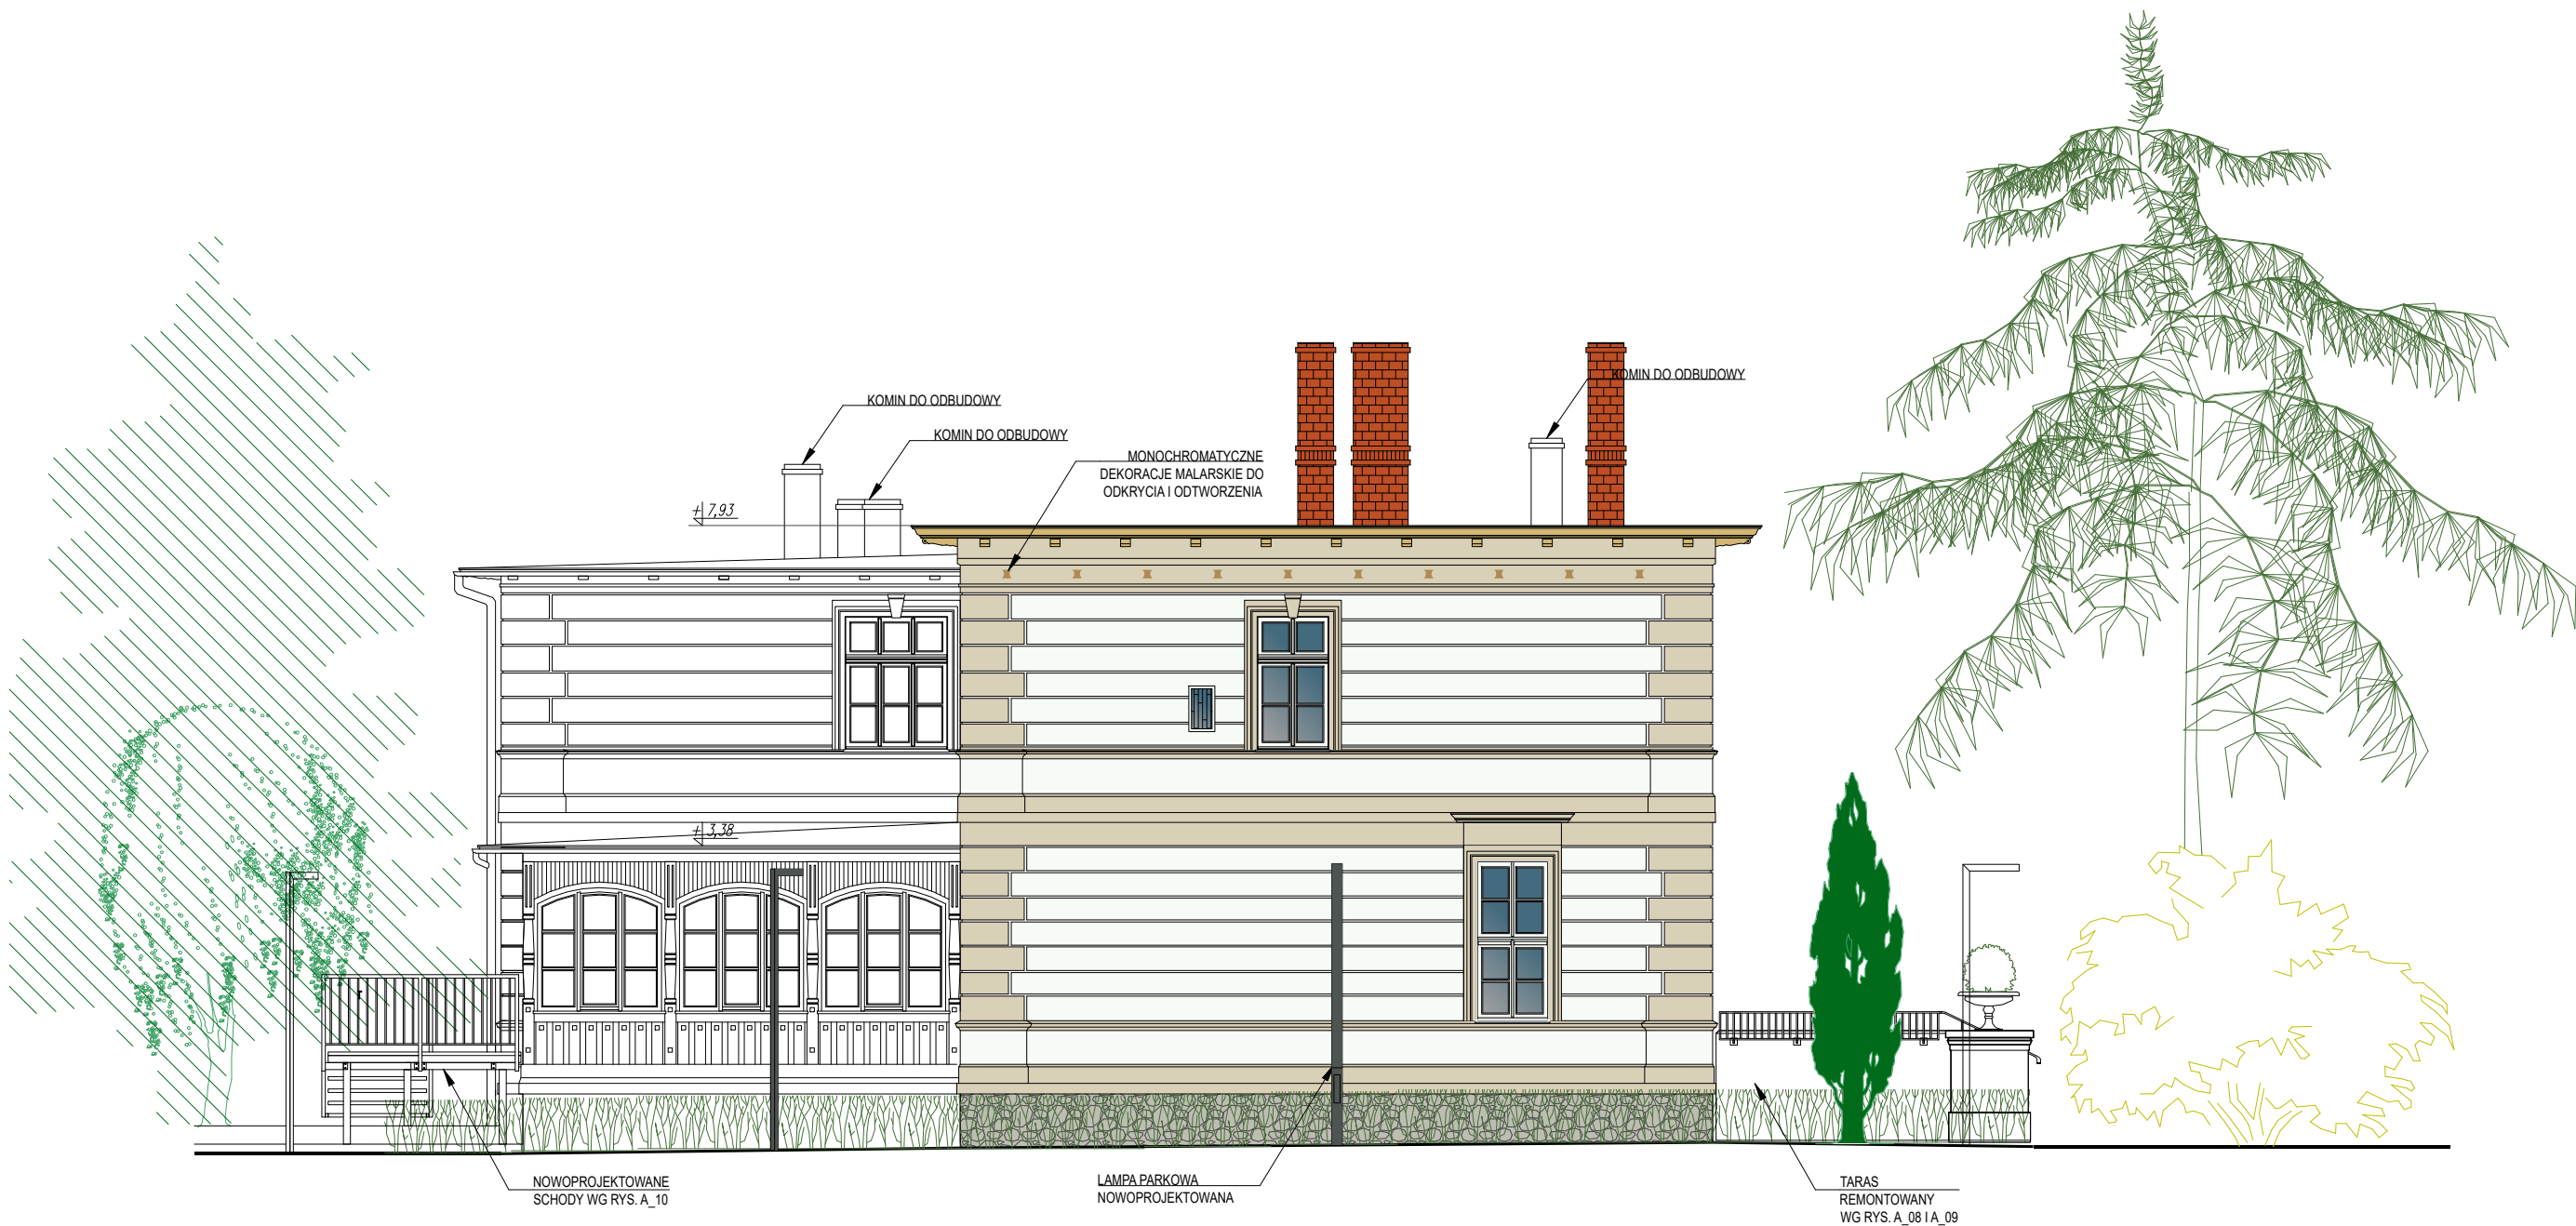 KOMIN DO ODBUDOWY
KOMIN DO ODBUDOWY
KOMIN DO ODBUDOWY
MONOCHROMATYCZNE
DEKORACJE MALARSKIE DO
ODKRYCIA I ODTWORZENIA
+ 7,93
+ 3,38
NOWOPROJEKTOWANE
SCHODY WG RYS. A_10
LAMPA PARKOWA
NOWOPROJEKTOWANA
TARAS
REMONTOWANY
WG RYS. A_08 I A_09